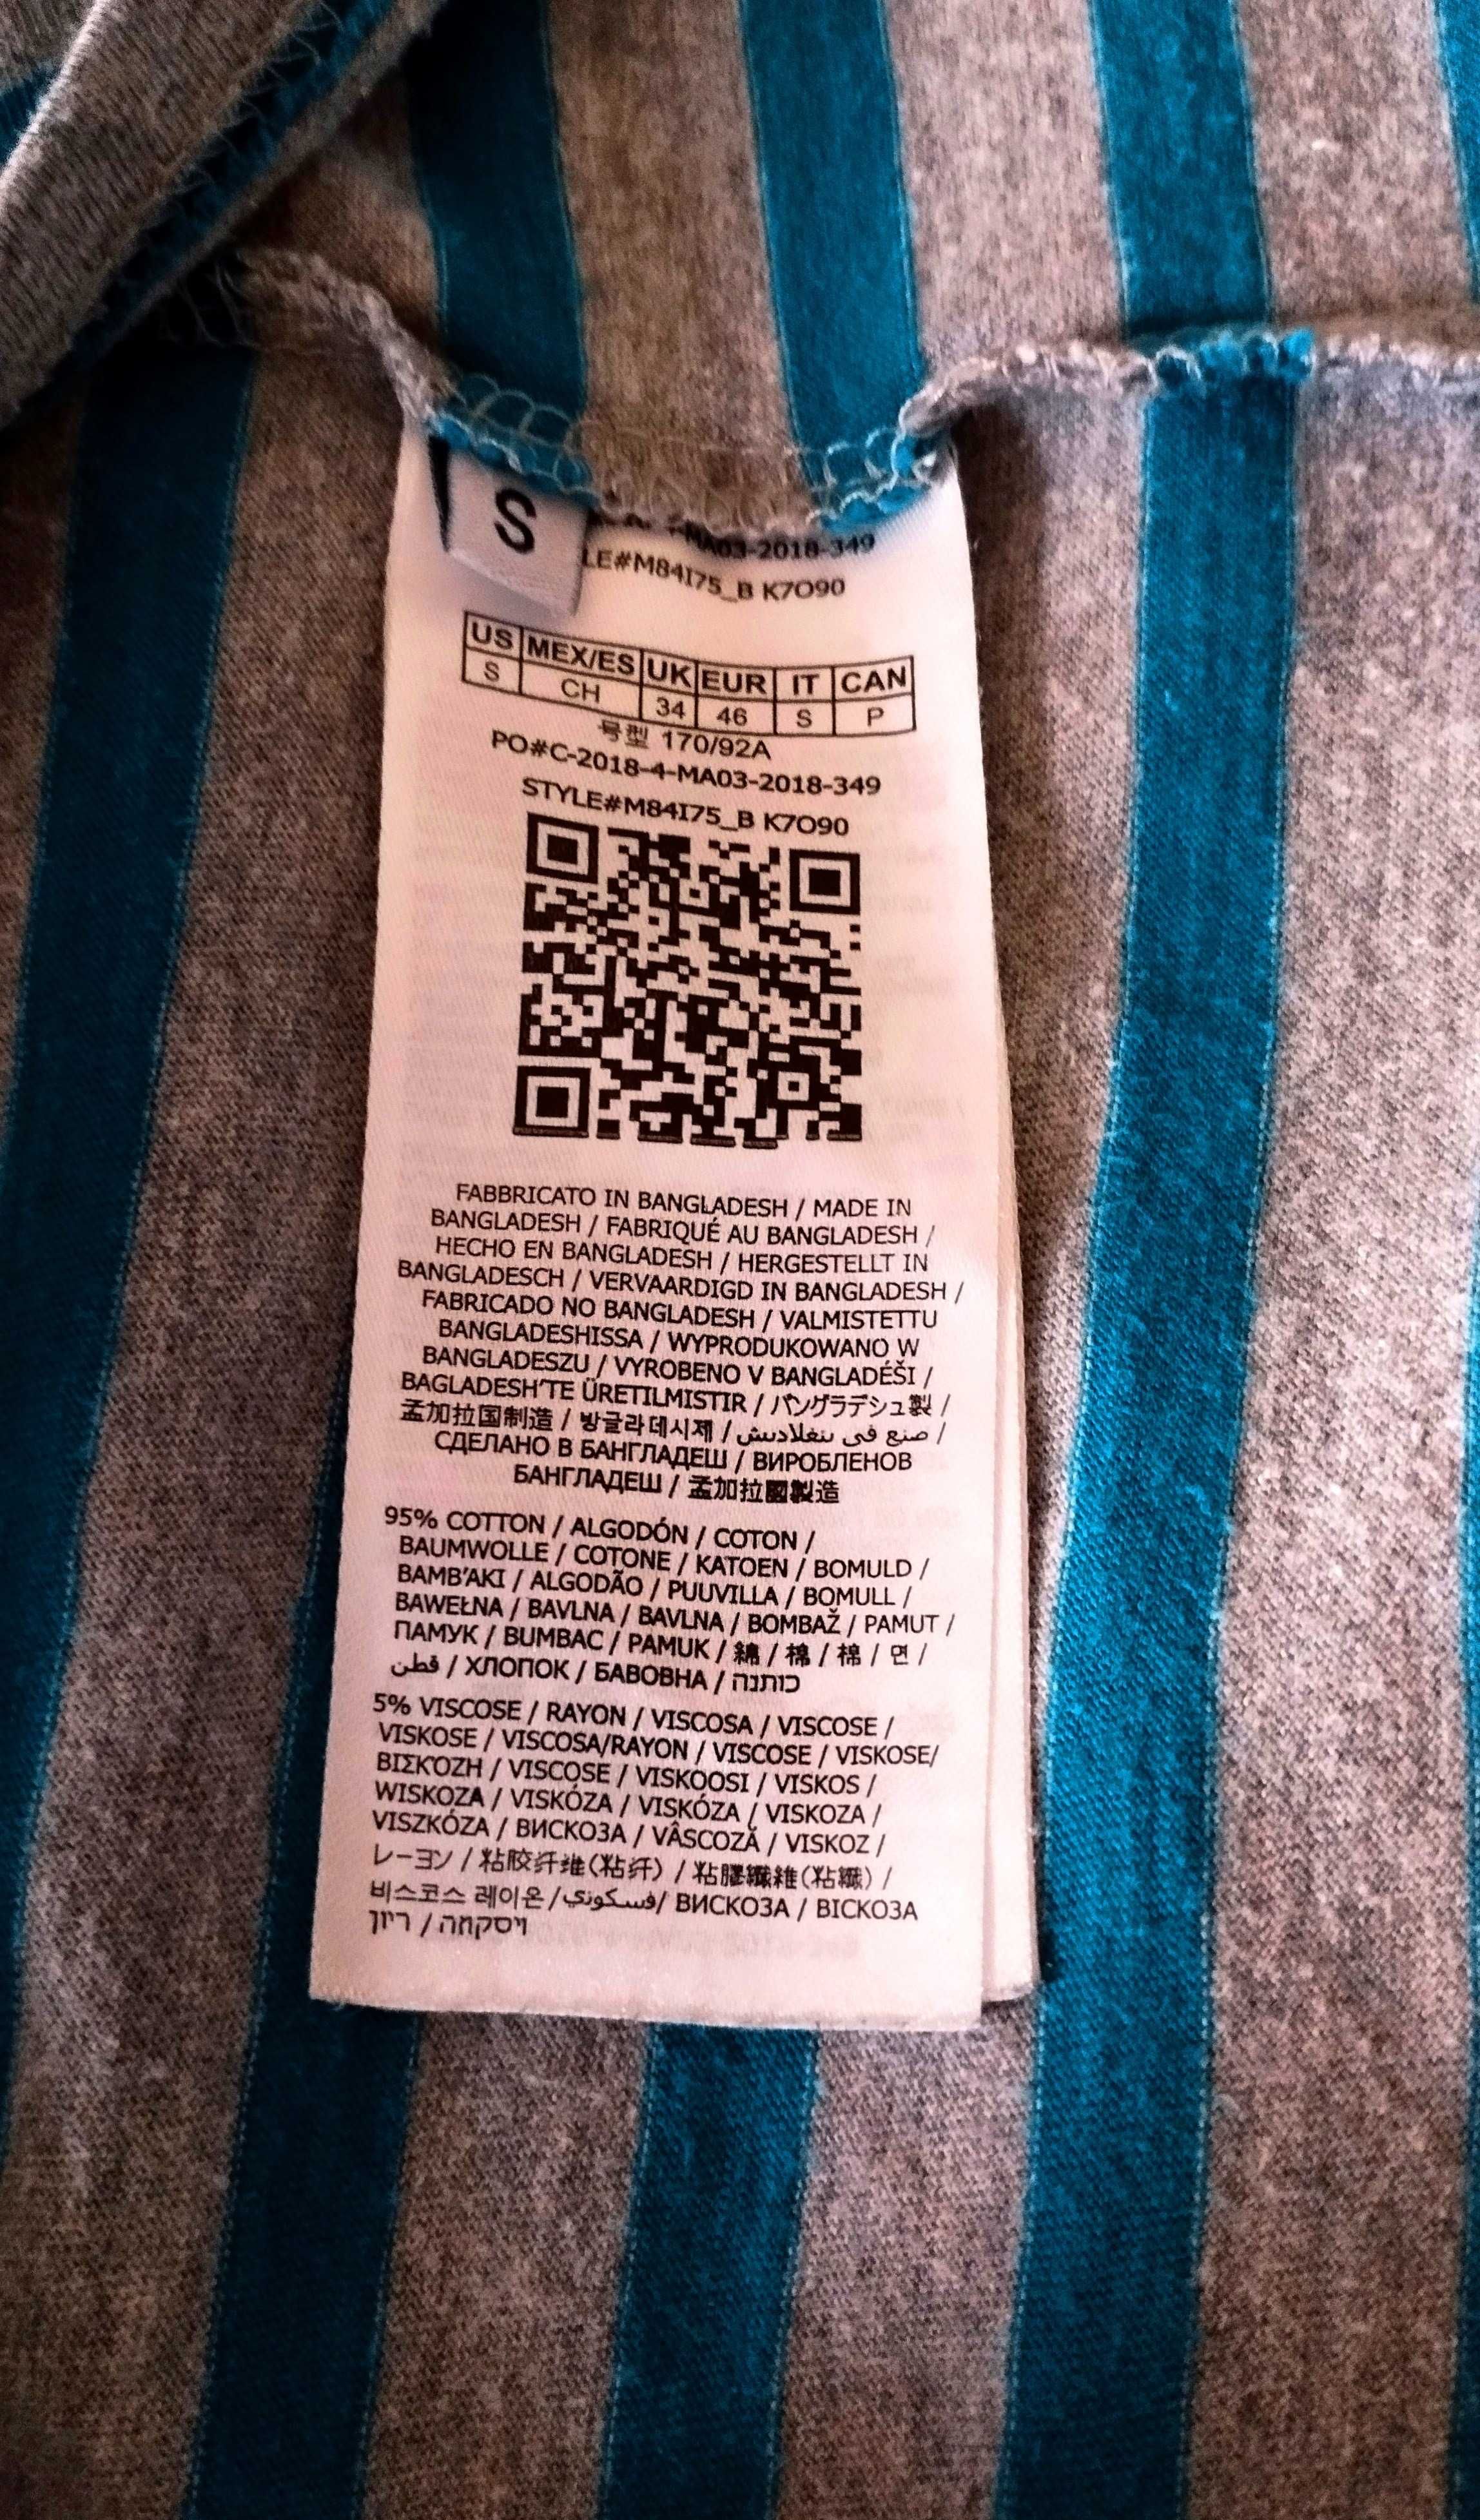 S
MA03-2018-349
LE#M84I75_B K7O90
US MEX/ES UK EUR IT CAN
S CH 34 46 S P
号型 170/92A
PO#C-2018-4-MA03-2018-349
STYLE#M84I75_B K7O90
FABBRICATO IN BANGLADESH / MADE IN
BANGLADESH / FABRIQUÉ AU BANGLADESH /
HECHO EN BANGLADESH / HERGESTELLT IN
BANGLADESCH / VERVAARDIGD IN BANGLADESH /
FABRICADO NO BANGLADESH / VALMISTETTU
BANGLADESHISSA / WYPRODUKOWANO W
BANGLADESZU / VYROBENO V BANGLADÉŠI /
BAGLADESH'TE ÜRETILMISTIR / バングラデシュ製 /
孟加拉国制造 / 방글라데시제 / صنع في بنغلاديش /
СДЕЛАНО В БАНГЛАДЕШ / ВИРОБЛЕНОВ
БАНГЛАДЕШ / 孟加拉國製造
95% COTTON / ALGODÓN / COTON /
BAUMWOLLE / COTONE / KATOEN / BOMULD /
BAMB'AKI / ALGODÃO / PUUVILLA / BOMULL /
BAWEŁNA / BAVLNA / BAVLNA / BOMBAŽ / PAMUT /
ПАМУК / BUMBAC / PAMUK / 綿 / 棉 / 棉 / 면 /
قطن / ХЛОПОК / БАВОВНА / כותנה
5% VISCOSE / RAYON / VISCOSA / VISCOSE /
VISKOSE / VISCOSA/RAYON / VISCOSE / VISKOSE/
ΒΙΣΚΌΖΗ / VISCOSE / VISKOOSI / VISKOS /
WISKOZA / VISKÓZA / VISKÓZA / VISKOZA /
VISZKÓZA / ВИСКОЗА / VÂSCOZĂ / VISKOZ /
レーヨン / 粘胶纤维(粘纤) / 粘膠纖維(粘纖) /
비스코스 레이온 /فسكوني/ ВИСКОЗА / ВІСКОЗА
ויסקוזה / ריון